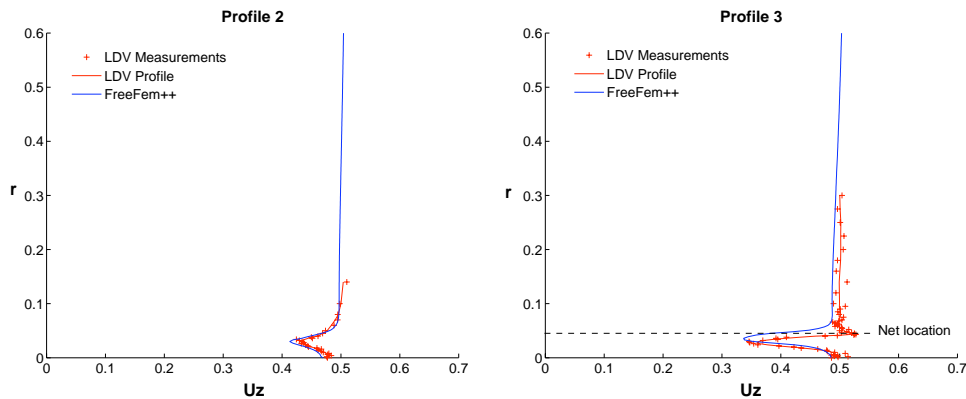 Profile 2
0.6
LDV Measurements
LDV Profile
FreeFem++
0.5
0.4
r
0.3
0.2
0.1
0
0 0.1 0.2 0.3 0.4 0.5 0.6 0.7
Uz
Profile 3
0.6
LDV Measurements
LDV Profile
FreeFem++
0.5
0.4
r
0.3
0.2
0.1
Net location
0
0 0.1 0.2 0.3 0.4 0.5 0.6 0.7
Uz